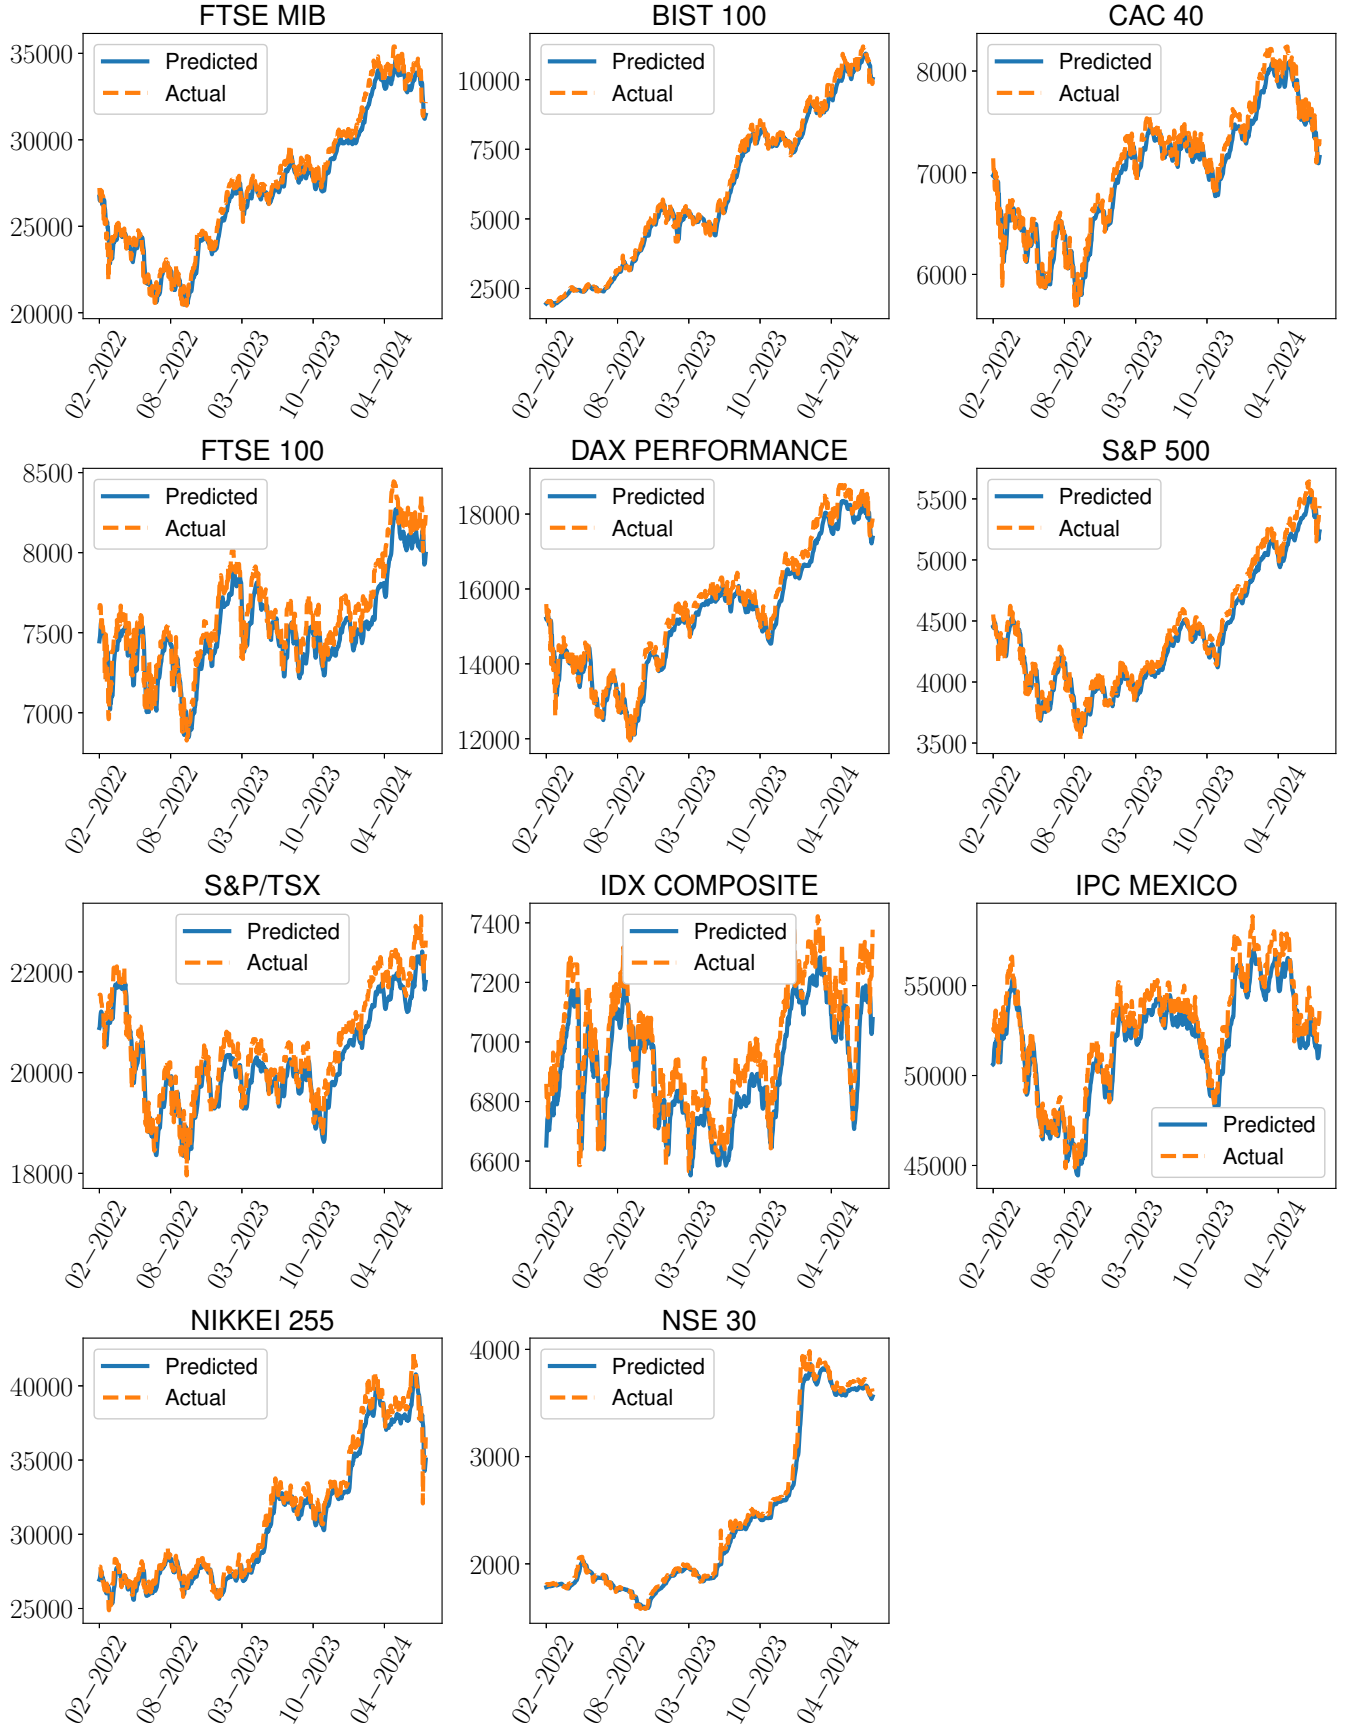 FTSE MIB
Predicted
Actual
35000
30000
25000
20000
02−2022
08−2022
03−2023
10−2023
04−2024
BIST 100
Predicted
Actual
10000
7500
5000
2500
02−2022
08−2022
03−2023
10−2023
04−2024
CAC 40
Predicted
Actual
8000
7000
6000
02−2022
08−2022
03−2023
10−2023
04−2024
FTSE 100
Predicted
Actual
8500
8000
7500
7000
02−2022
08−2022
03−2023
10−2023
04−2024
DAX PERFORMANCE
Predicted
Actual
18000
16000
14000
12000
02−2022
08−2022
03−2023
10−2023
04−2024
S&P 500
Predicted
Actual
5500
5000
4500
4000
3500
02−2022
08−2022
03−2023
10−2023
04−2024
S&P/TSX
Predicted
Actual
22000
20000
18000
02−2022
08−2022
03−2023
10−2023
04−2024
IDX COMPOSITE
Predicted
Actual
7400
7200
7000
6800
6600
02−2022
08−2022
03−2023
10−2023
04−2024
IPC MEXICO
Predicted
Actual
55000
50000
45000
02−2022
08−2022
03−2023
10−2023
04−2024
NIKKEI 255
Predicted
Actual
40000
35000
30000
25000
02−2022
08−2022
03−2023
10−2023
04−2024
NSE 30
Predicted
Actual
4000
3000
2000
02−2022
08−2022
03−2023
10−2023
04−2024